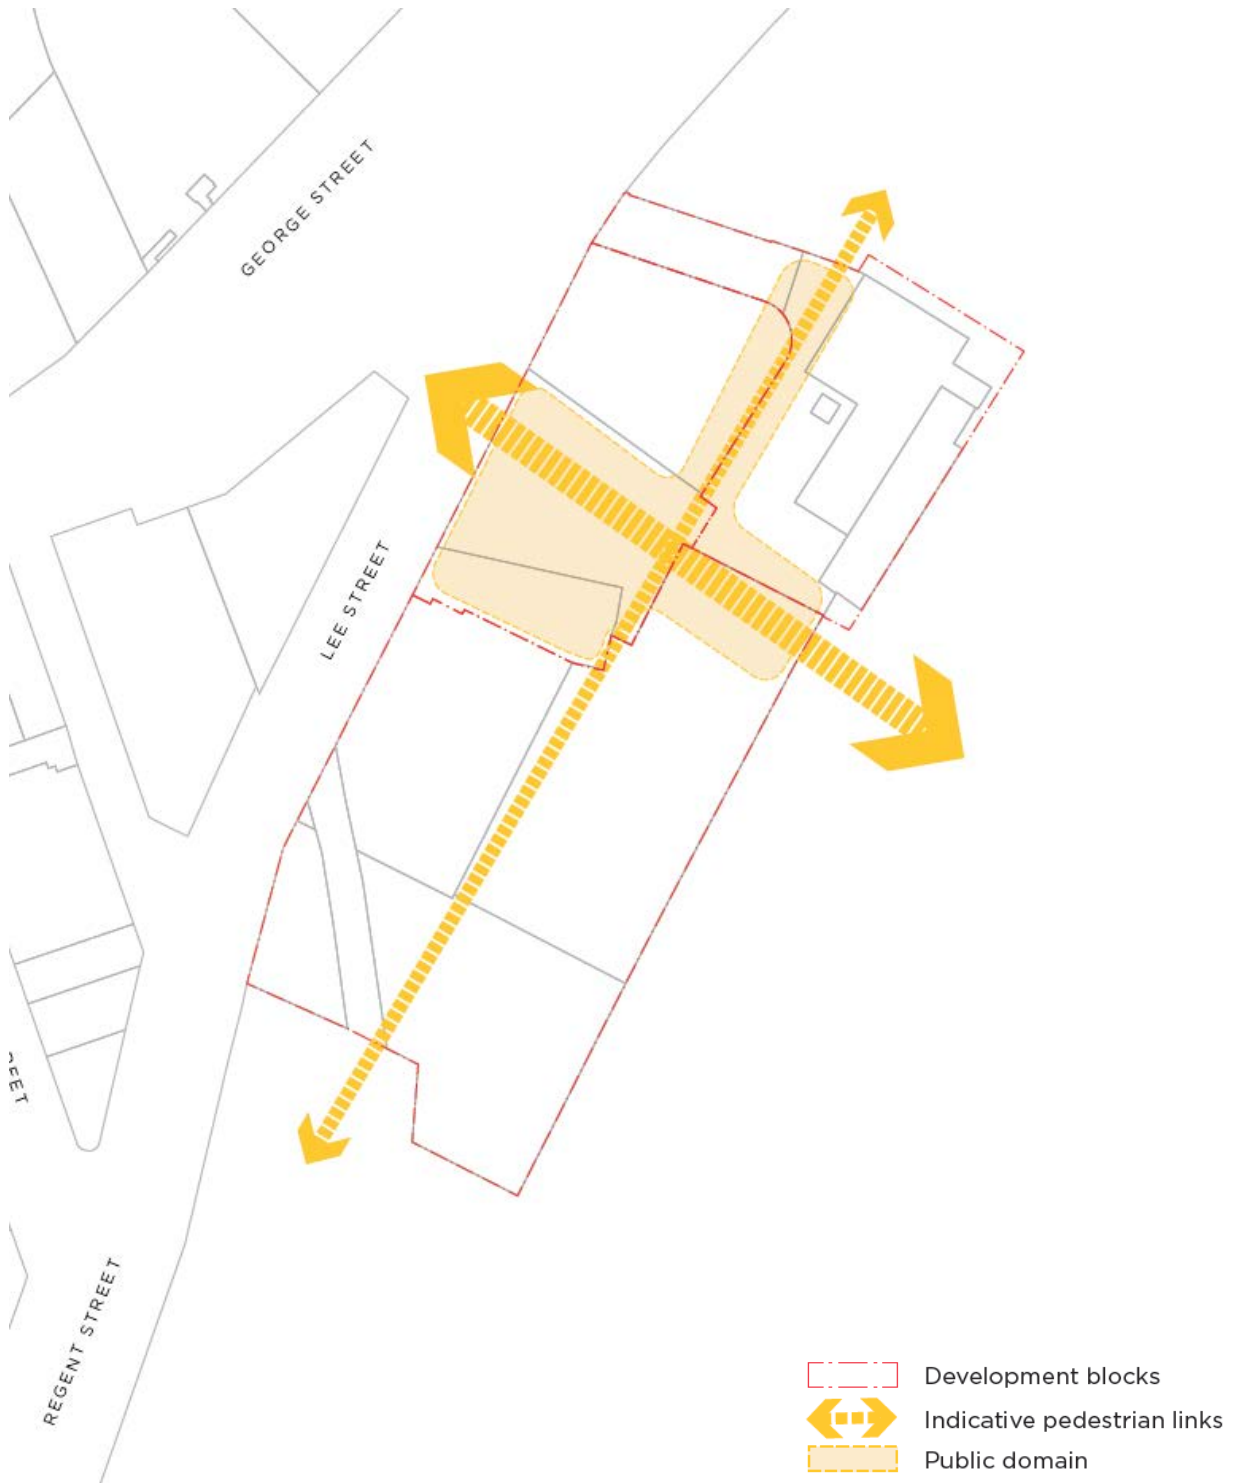 GEORGE STREET
LEE STREET
REGENT STREET
Development blocks
Indicative pedestrian links
Public domain